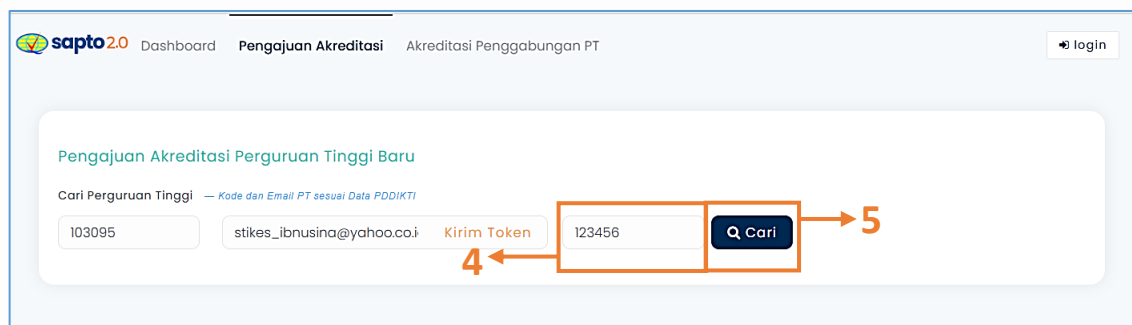 sapto 2.0 Dashboard Pengajuan Akreditasi Akreditasi Penggabungan PT login
Pengajuan Akreditasi Perguruan Tinggi Baru
Cari Perguruan Tinggi — Kode dan Email PT sesuai Data PDDIKTI
103095 stikes_ibnusina@yahoo.co.i Kirim Token 123456 Cari 5
4